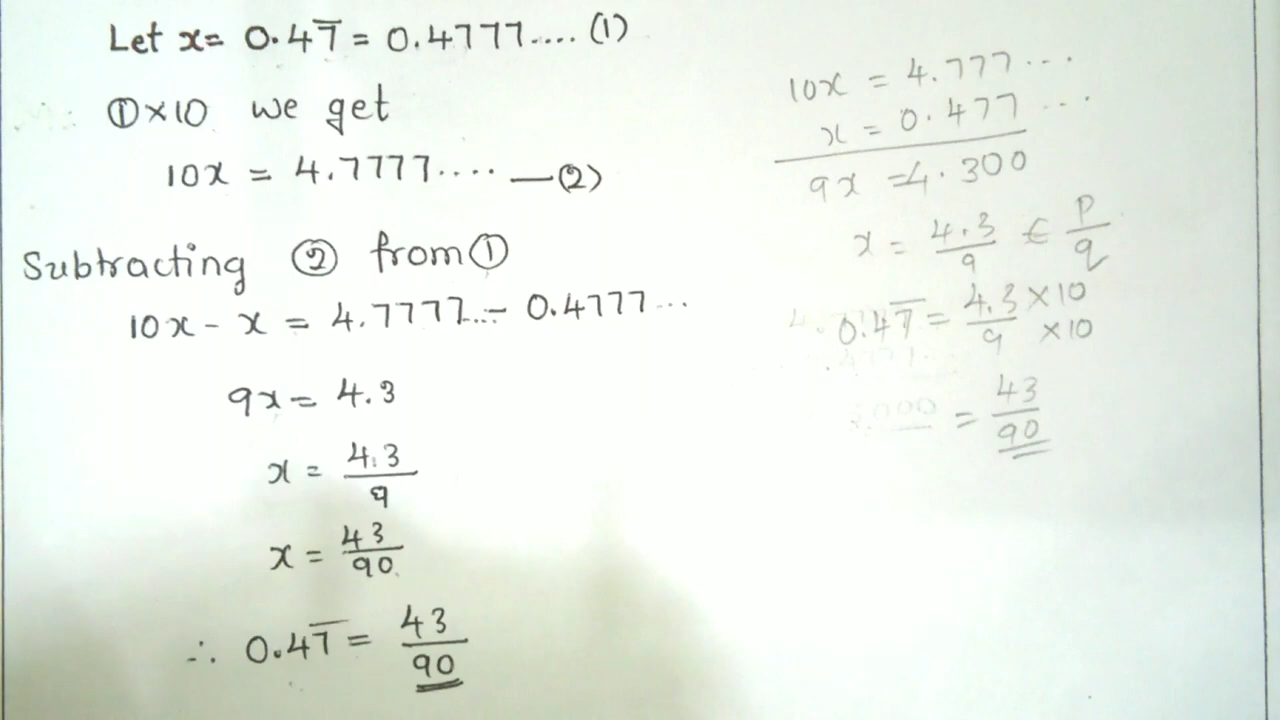 Let x = 0.47̅ = 0.4777.... (1)
① × 10 we get
10x = 4.7777.... —(2)
Subtracting ② from ①
10x - x = 4.7777... - 0.4777...
9x = 4.3
x = 4.3/9
x = 43/90
∴ 0.47̅ = 43/90
10x = 4.777...
x = 0.477...
9x = 4.300
x = 4.3/9 ∈ p/q
0.47̅ = 4.3/9 ×10 ×10
= 43/90